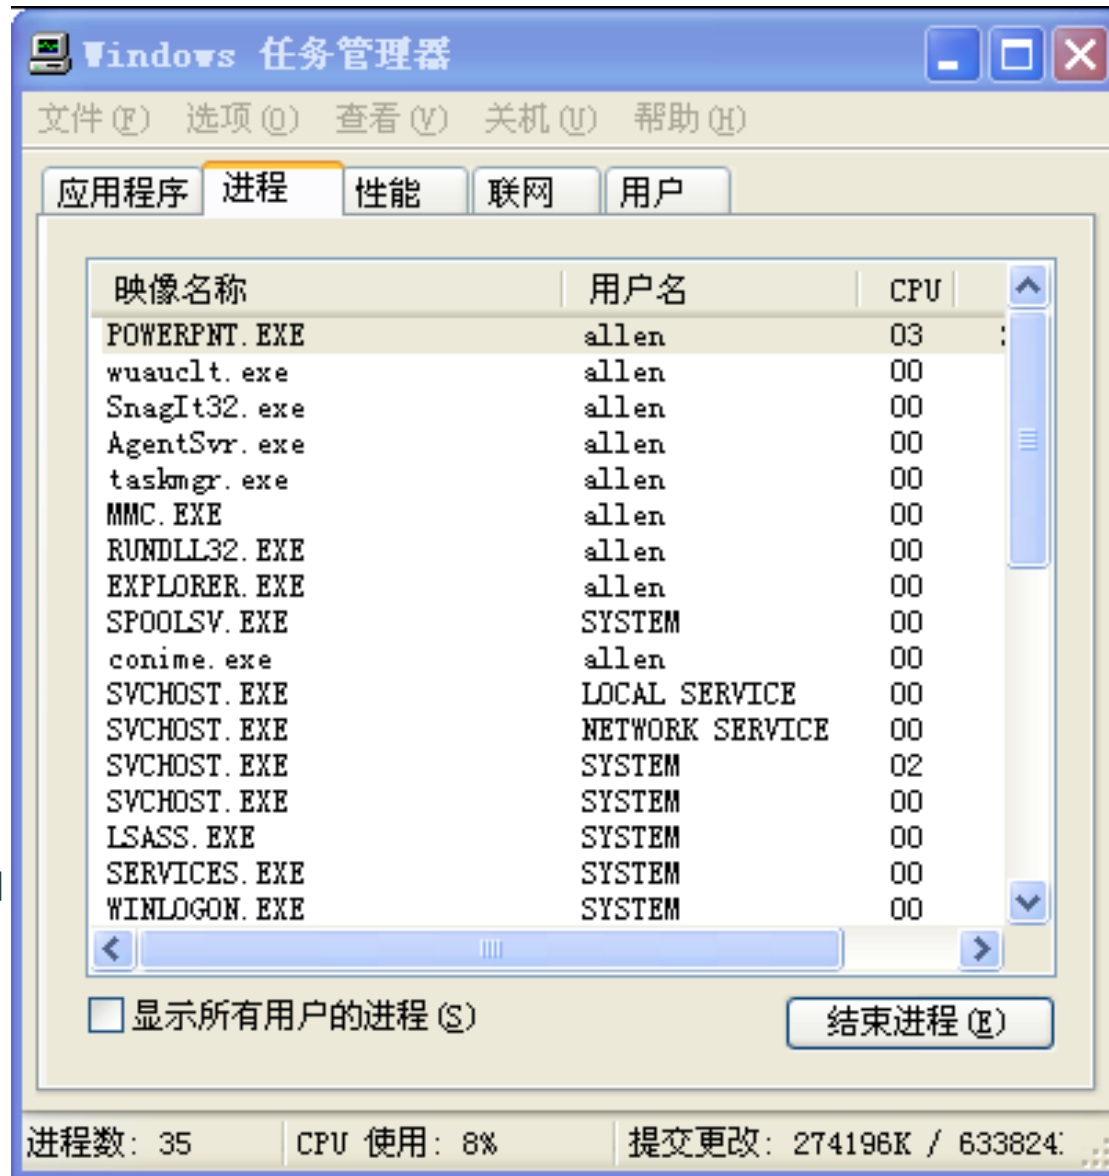 Windows 任务管理器
文件(F) 选项(O) 查看(V) 关机(U) 帮助(H)
应用程序 进程 性能 联网 用户
映像名称 用户名 CPU
POWERPNT.EXE allen 03
wuauclt.exe allen 00
SnagIt32.exe allen 00
AgentSvr.exe allen 00
taskmgr.exe allen 00
MMC.EXE allen 00
RUNDLL32.EXE allen 00
EXPLORER.EXE allen 00
SPOOLSV.EXE SYSTEM 00
conime.exe allen 00
SVCHOST.EXE LOCAL SERVICE 00
SVCHOST.EXE NETWORK SERVICE 00
SVCHOST.EXE SYSTEM 02
SVCHOST.EXE SYSTEM 00
LSASS.EXE SYSTEM 00
SERVICES.EXE SYSTEM 00
WINLOGON.EXE SYSTEM 00
显示所有用户的进程(S) 结束进程(E)
进程数: 35 CPU 使用: 8% 提交更改: 274196K / 633824